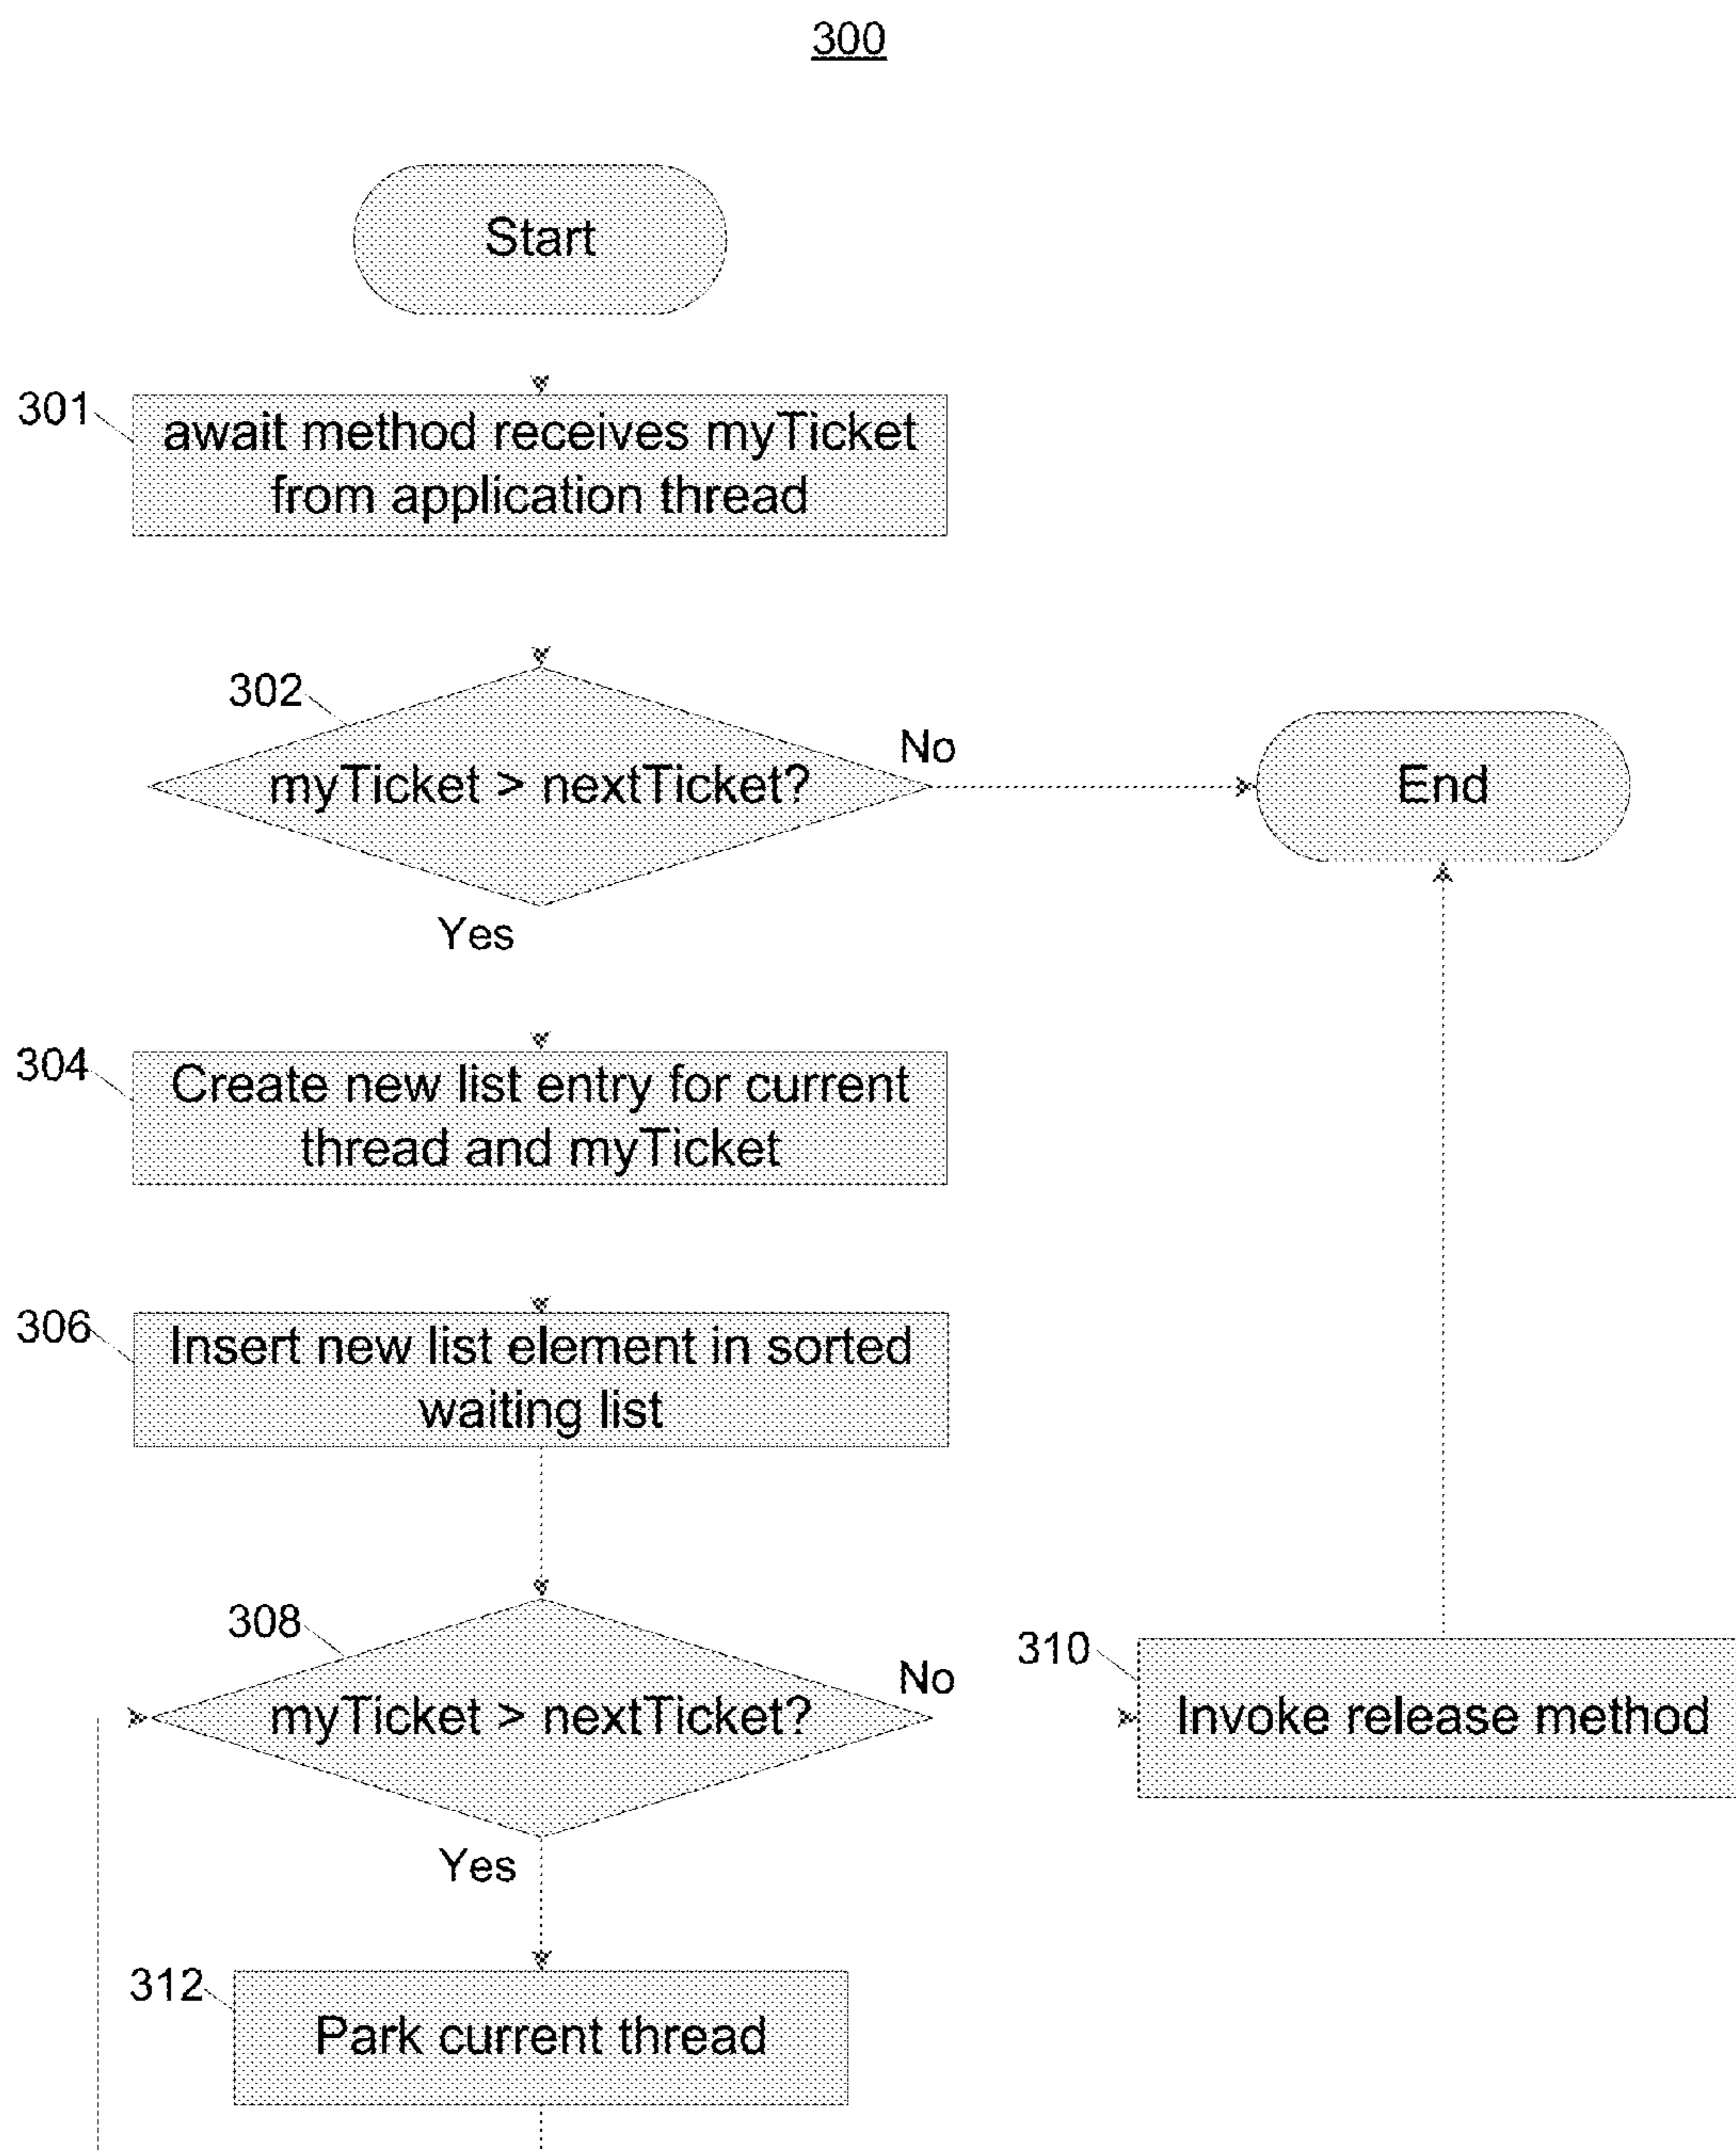 300
Start
301
await method receives myTicket
from application thread
302
myTicket > nextTicket?
No
End
Yes
304
Create new list entry for current
thread and myTicket
306
Insert new list element in sorted
waiting list
308
myTicket > nextTicket?
No
310
Invoke release method
Yes
312
Park current thread